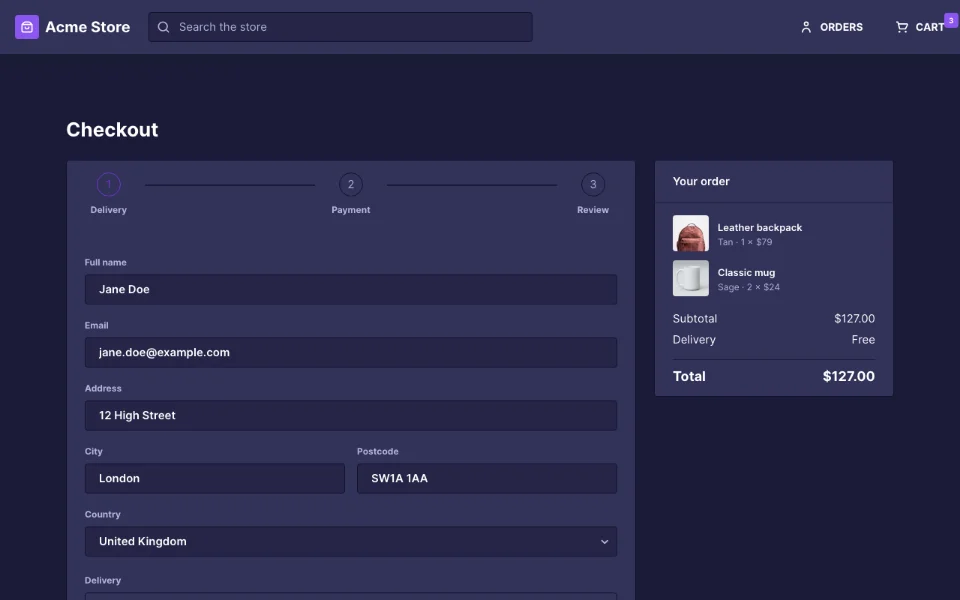 Acme Store
Search the store
ORDERS
CART
3
Checkout
1
Delivery
2
Payment
3
Review
Full name
Jane Doe
Email
jane.doe@example.com
Address
12 High Street
City
London
Postcode
SW1A 1AA
Country
United Kingdom
Delivery
Your order
Leather backpack
Tan · 1 × $79
Classic mug
Sage · 2 × $24
Subtotal $127.00
Delivery Free
Total $127.00